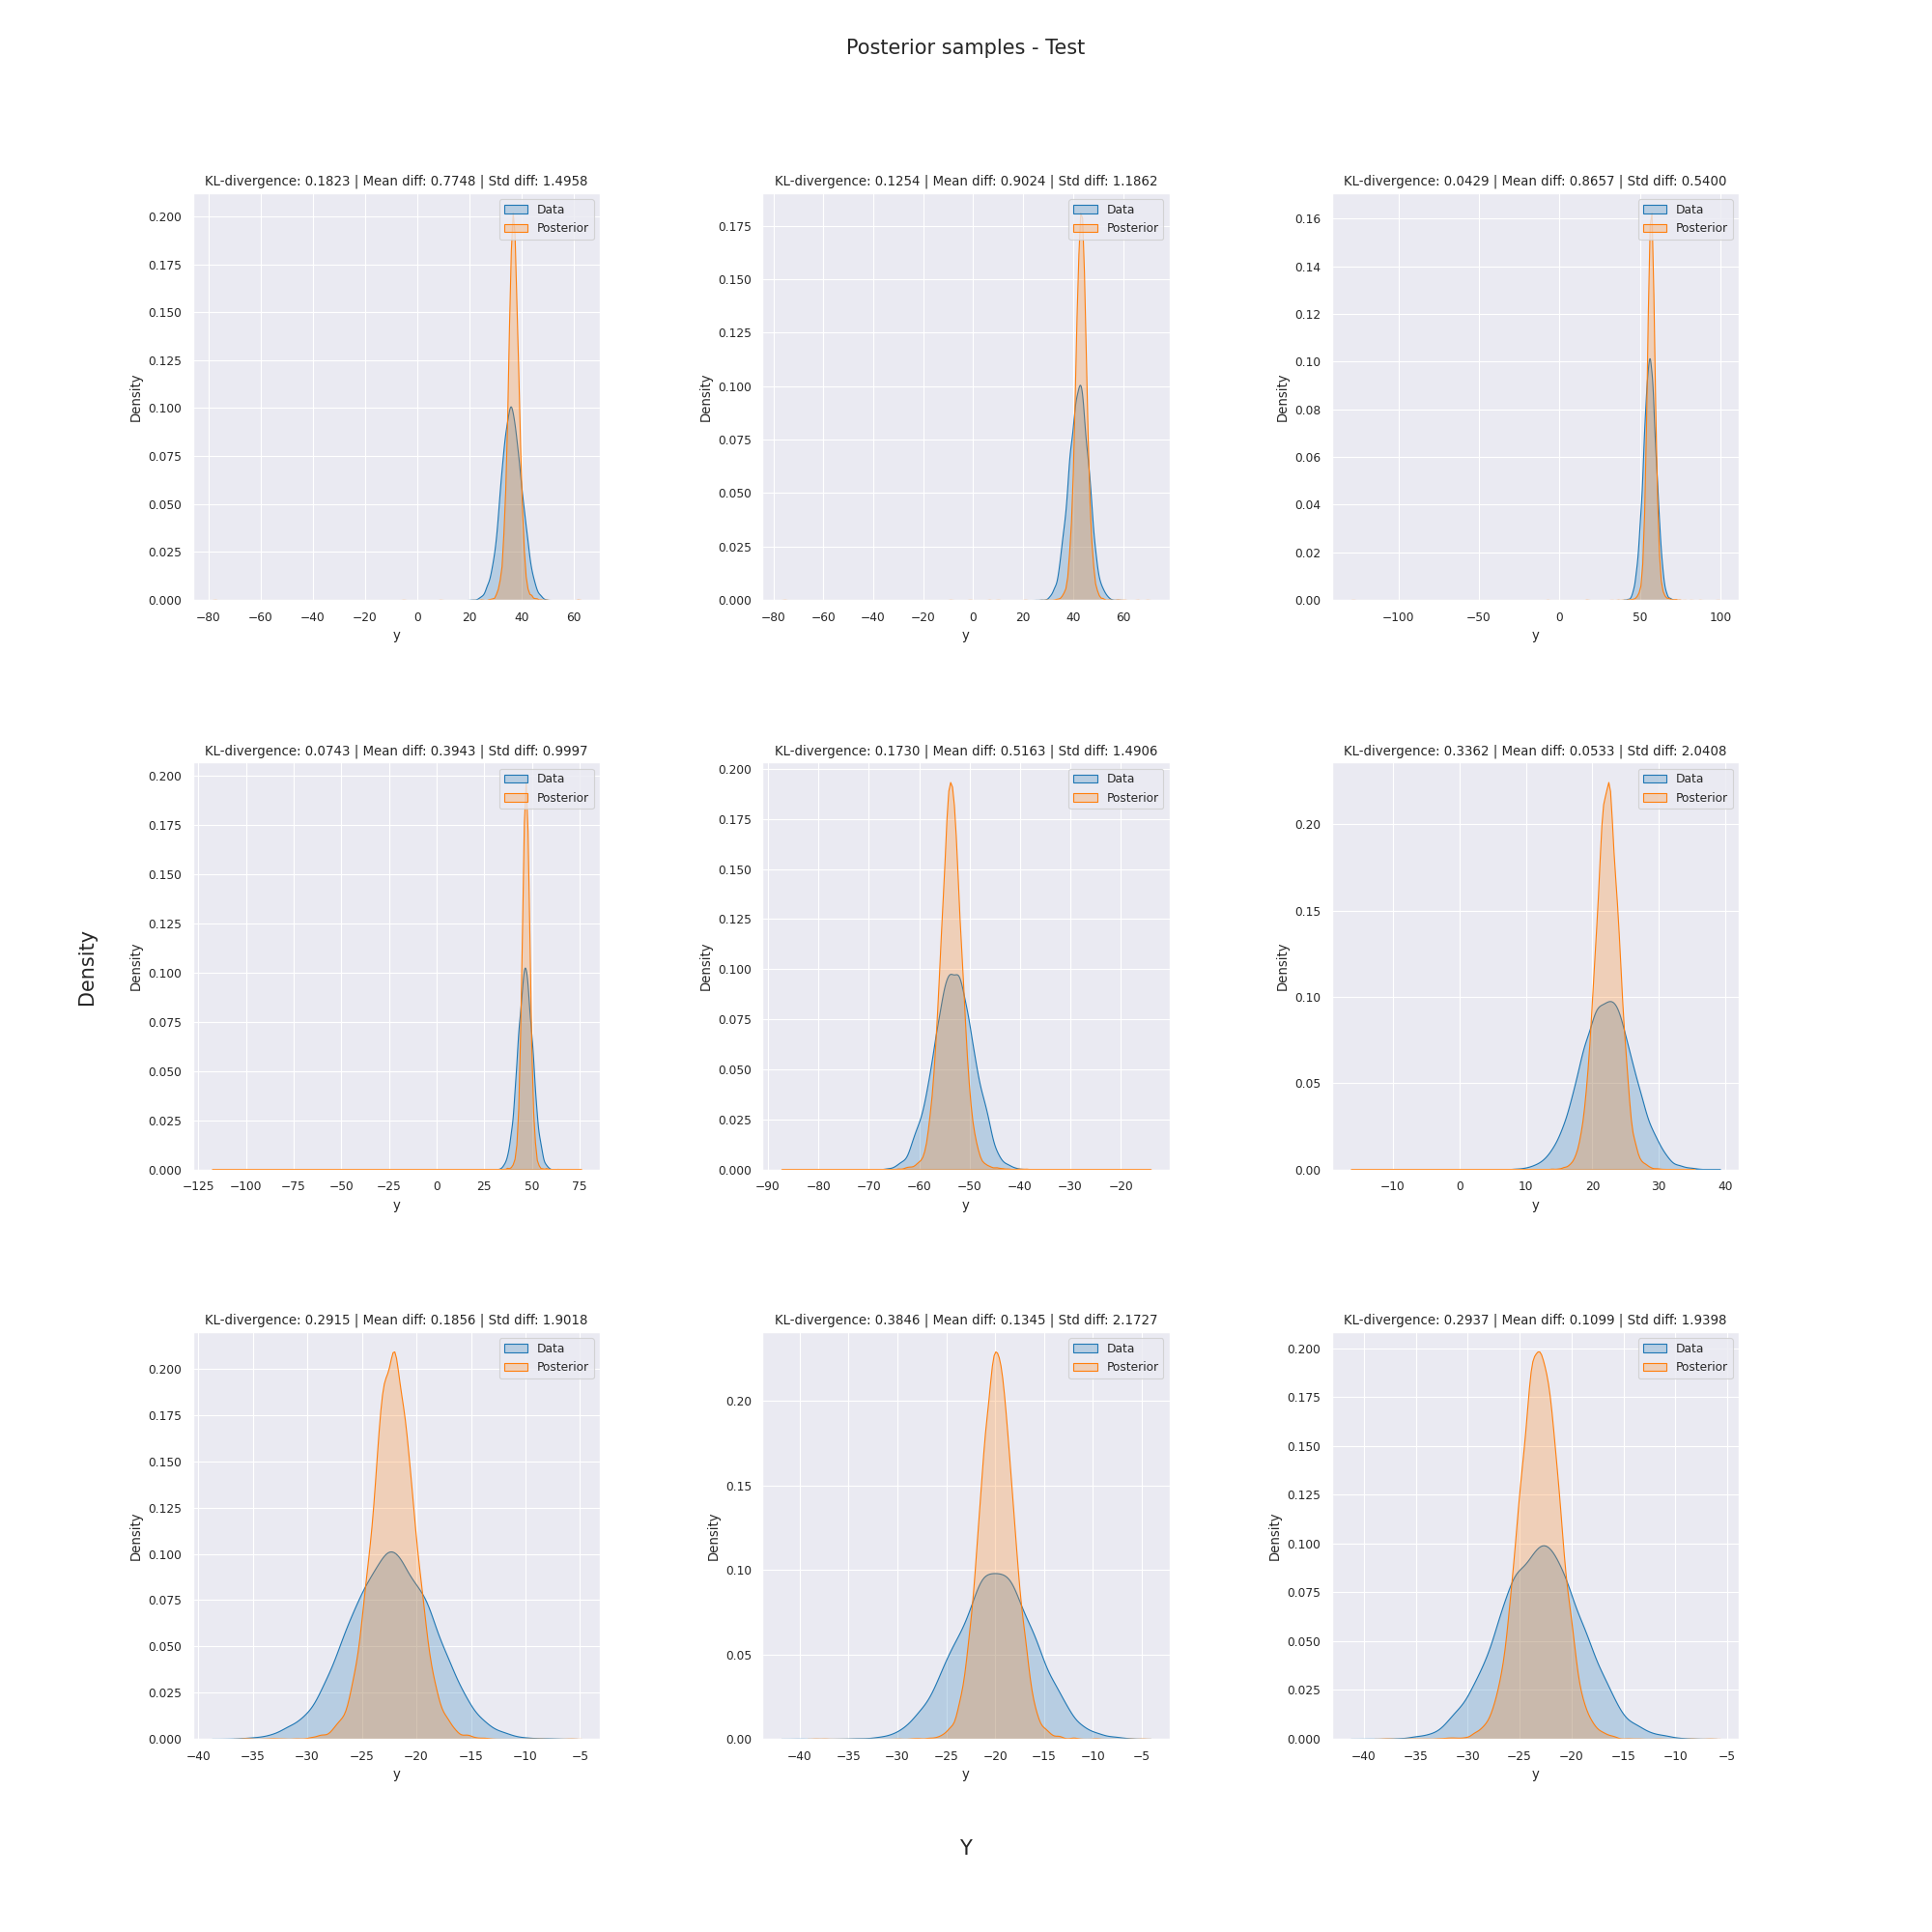 Posterior samples - Test
KL-divergence: 0.1823 | Mean diff: 0.7748 | Std diff: 1.4958
Data
Posterior
0.200
0.175
0.150
0.125
0.100
0.075
0.050
0.025
0.000
Density
−80 −60 −40 −20 0 20 40 60
y
KL-divergence: 0.1254 | Mean diff: 0.9024 | Std diff: 1.1862
Data
Posterior
0.175
0.150
0.125
0.100
0.075
0.050
0.025
0.000
Density
−80 −60 −40 −20 0 20 40 60
y
KL-divergence: 0.0429 | Mean diff: 0.8657 | Std diff: 0.5400
Data
Posterior
0.16
0.14
0.12
0.10
0.08
0.06
0.04
0.02
0.00
Density
−100 −50 0 50 100
y
Density
KL-divergence: 0.0743 | Mean diff: 0.3943 | Std diff: 0.9997
Data
Posterior
0.200
0.175
0.150
0.125
0.100
0.075
0.050
0.025
0.000
Density
−125 −100 −75 −50 −25 0 25 50 75
y
KL-divergence: 0.1730 | Mean diff: 0.5163 | Std diff: 1.4906
Data
Posterior
0.200
0.175
0.150
0.125
0.100
0.075
0.050
0.025
0.000
Density
−90 −80 −70 −60 −50 −40 −30 −20
y
KL-divergence: 0.3362 | Mean diff: 0.0533 | Std diff: 2.0408
Data
Posterior
0.20
0.15
0.10
0.05
0.00
Density
−10 0 10 20 30 40
y
KL-divergence: 0.2915 | Mean diff: 0.1856 | Std diff: 1.9018
Data
Posterior
0.200
0.175
0.150
0.125
0.100
0.075
0.050
0.025
0.000
Density
−40 −35 −30 −25 −20 −15 −10 −5
y
KL-divergence: 0.3846 | Mean diff: 0.1345 | Std diff: 2.1727
Data
Posterior
0.20
0.15
0.10
0.05
0.00
Density
−40 −35 −30 −25 −20 −15 −10 −5
y
KL-divergence: 0.2937 | Mean diff: 0.1099 | Std diff: 1.9398
Data
Posterior
0.200
0.175
0.150
0.125
0.100
0.075
0.050
0.025
0.000
Density
−40 −35 −30 −25 −20 −15 −10 −5
y
Y